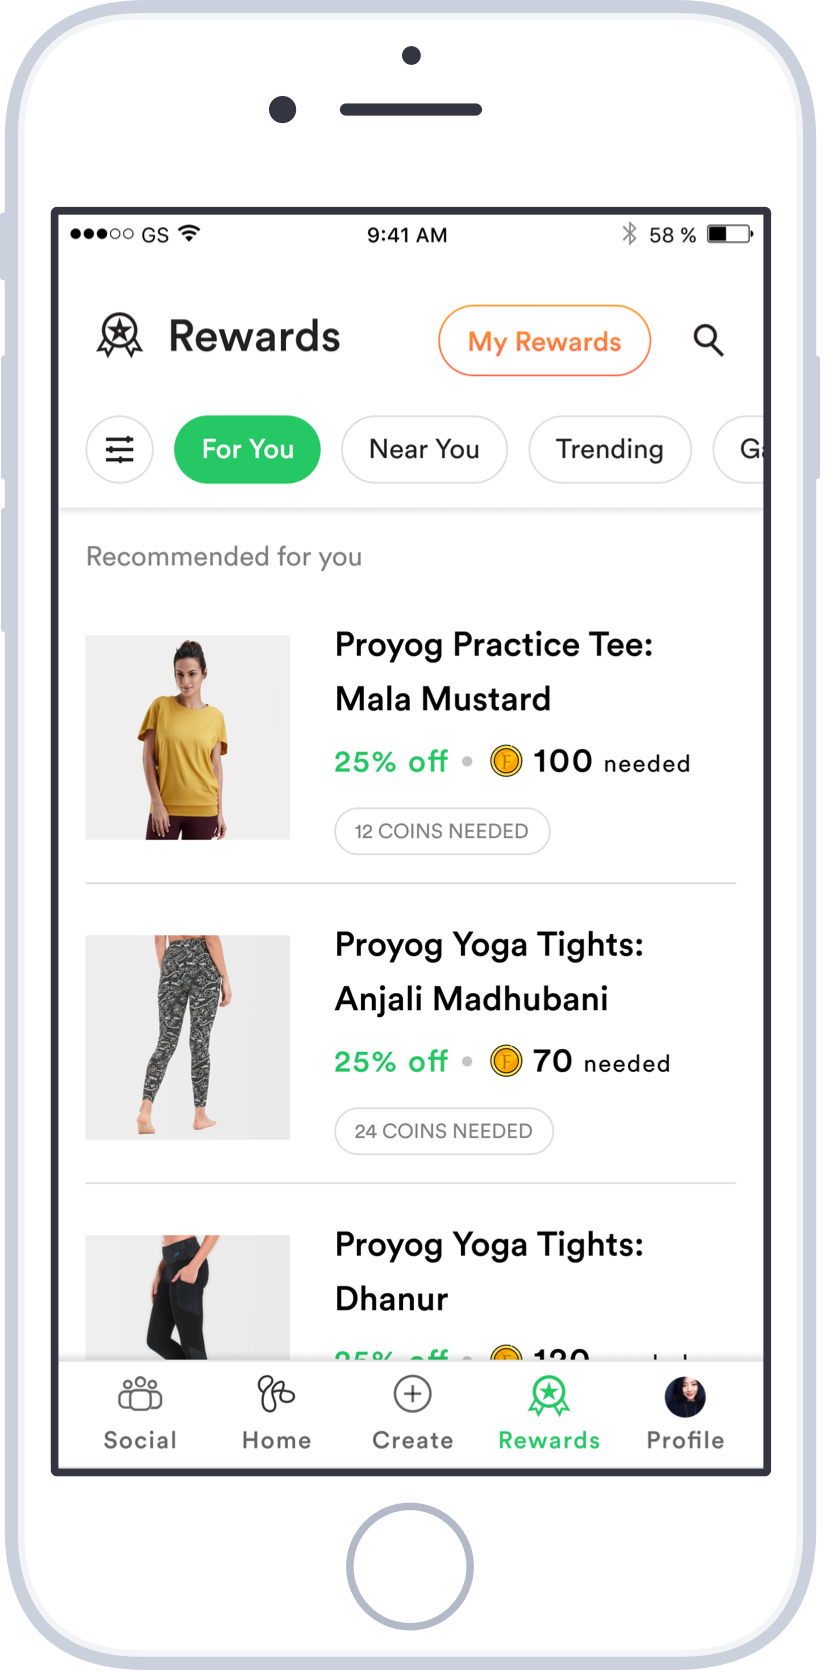 GS 9:41 AM 58 %
Rewards My Rewards
For You Near You Trending
Recommended for you
Proyog Practice Tee:
Mala Mustard
25% off • F 100 needed
12 COINS NEEDED
Proyog Yoga Tights:
Anjali Madhubani
25% off • F 70 needed
24 COINS NEEDED
Proyog Yoga Tights:
Dhanur
25% off
Social Home Create Rewards Profile